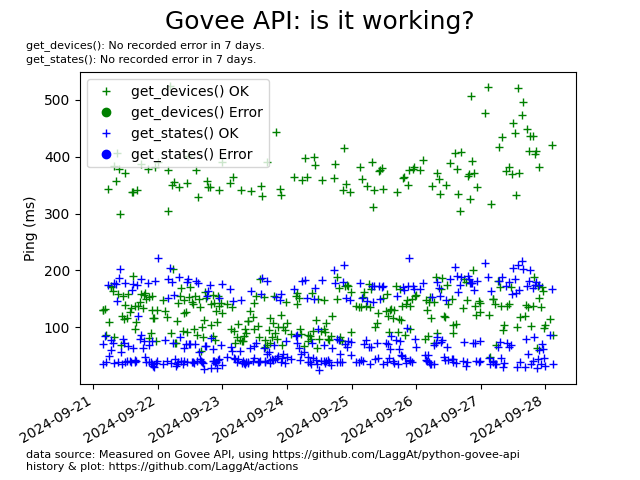 Govee API: is it working?
get_devices(): No recorded error in 7 days.
get_states(): No recorded error in 7 days.
get_devices() OK
get_devices() Error
get_states() OK
get_states() Error
Ping (ms)
500
400
300
200
100
2024-09-21
2024-09-22
2024-09-23
2024-09-24
2024-09-25
2024-09-26
2024-09-27
2024-09-28
data source: Measured on Govee API, using https://github.com/LaggAt/python-govee-api
history & plot: https://github.com/LaggAt/actions